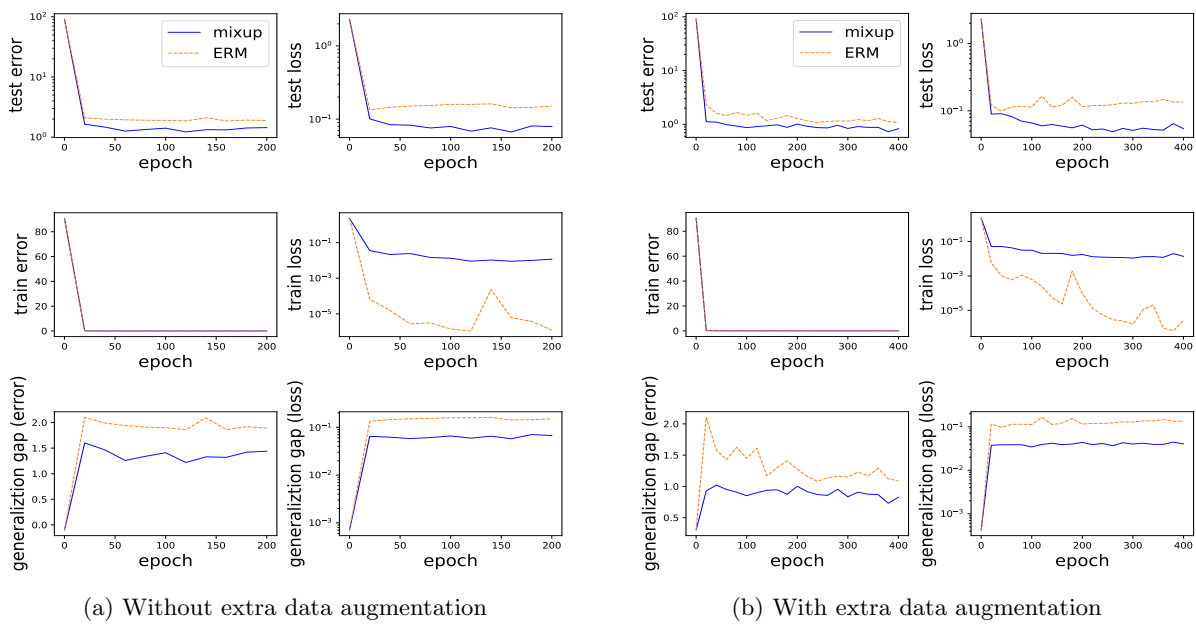 test error
10^2
10^1
10^0
mixup
ERM
0 50 100 150 200
epoch
test loss
10^0
10^−1
0 50 100 150 200
epoch
train error
80
60
40
20
0
0 50 100 150 200
epoch
train loss
10^−1
10^−3
10^−5
0 50 100 150 200
epoch
generaliztion gap (error)
2.0
1.5
1.0
0.5
0.0
0 50 100 150 200
epoch
generaliztion gap (loss)
10^−1
10^−2
10^−3
0 50 100 150 200
epoch
(a) Without extra data augmentation
test error
10^2
10^1
10^0
mixup
ERM
0 100 200 300 400
epoch
test loss
10^0
10^−1
0 100 200 300 400
epoch
train error
80
60
40
20
0
0 100 200 300 400
epoch
train loss
10^−1
10^−3
10^−5
0 100 200 300 400
epoch
generaliztion gap (error)
2.0
1.5
1.0
0.5
0 100 200 300 400
epoch
generaliztion gap (loss)
10^−1
10^−2
10^−3
0 100 200 300 400
epoch
(b) With extra data augmentation